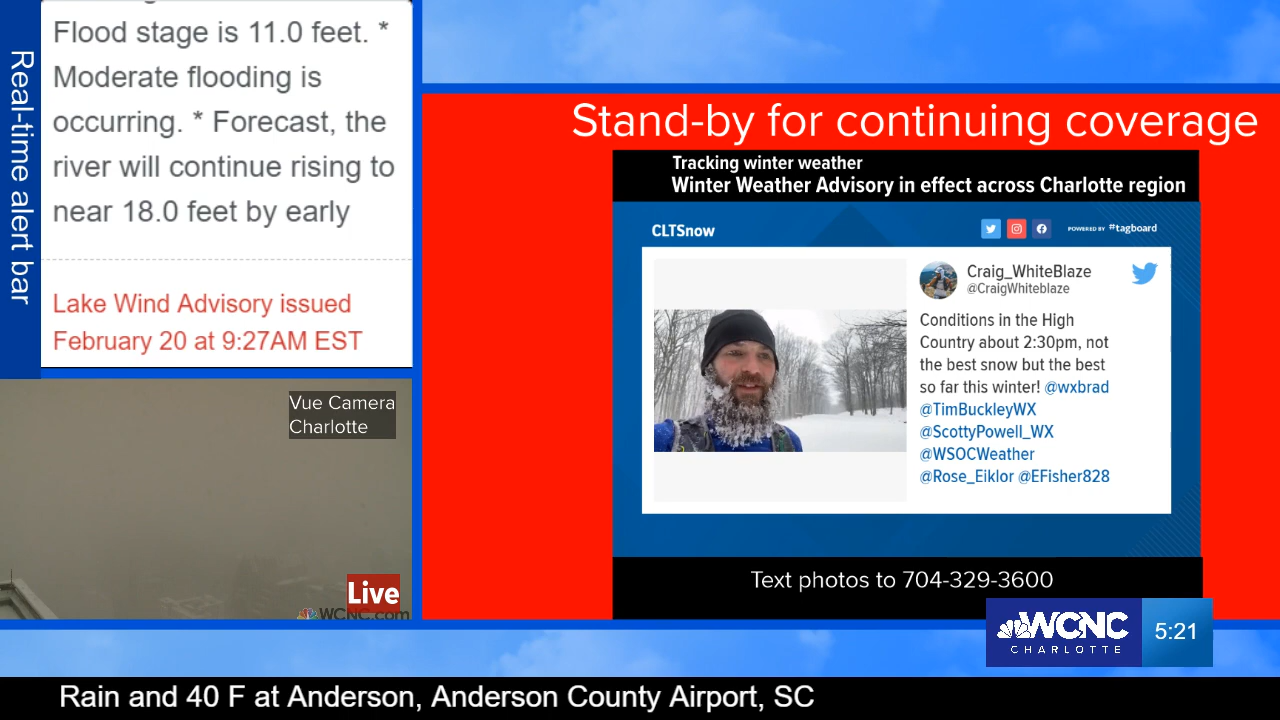 Real-time alert bar
Flood stage is 11.0 feet. *
Moderate flooding is
occurring. * Forecast, the
river will continue rising to
near 18.0 feet by early
Lake Wind Advisory issued
February 20 at 9:27AM EST
Vue Camera
Charlotte
Live
WCNC.com
Stand-by for continuing coverage
Tracking winter weather
Winter Weather Advisory in effect across Charlotte region
CLTSnow
POWERED BY #tagboard
Craig_WhiteBlaze
@CraigWhiteblaze
Conditions in the High
Country about 2:30pm, not
the best snow but the best
so far this winter! @wxbrad
@TimBuckleyWX
@ScottyPowell_WX
@WSOCWeather
@Rose_Eiklor @EFisher828
Text photos to 704-329-3600
WCNC
CHARLOTTE
5:21
Rain and 40 F at Anderson, Anderson County Airport, SC